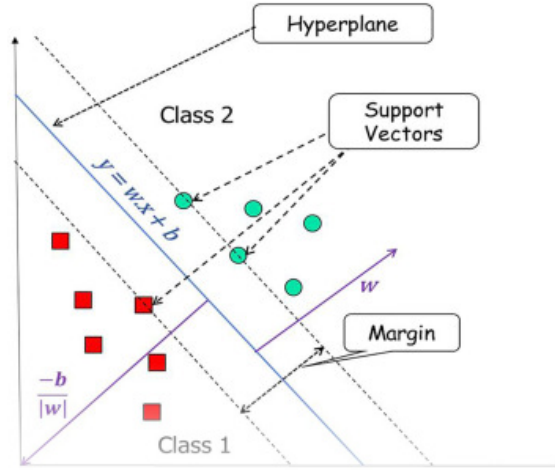 Hyperplane
Class 2
Support
Vectors
y=wx+b
w
Margin
-b
|w|
Class 1